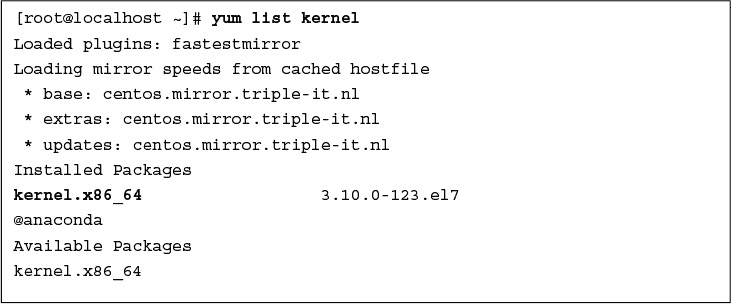 [root@localhost ~]# yum list kernel
Loaded plugins: fastestmirror
Loading mirror speeds from cached hostfile
 * base: centos.mirror.triple-it.nl
 * extras: centos.mirror.triple-it.nl
 * updates: centos.mirror.triple-it.nl
Installed Packages
kernel.x86_64                  3.10.0-123.el7
@anaconda
Available Packages
kernel.x86_64